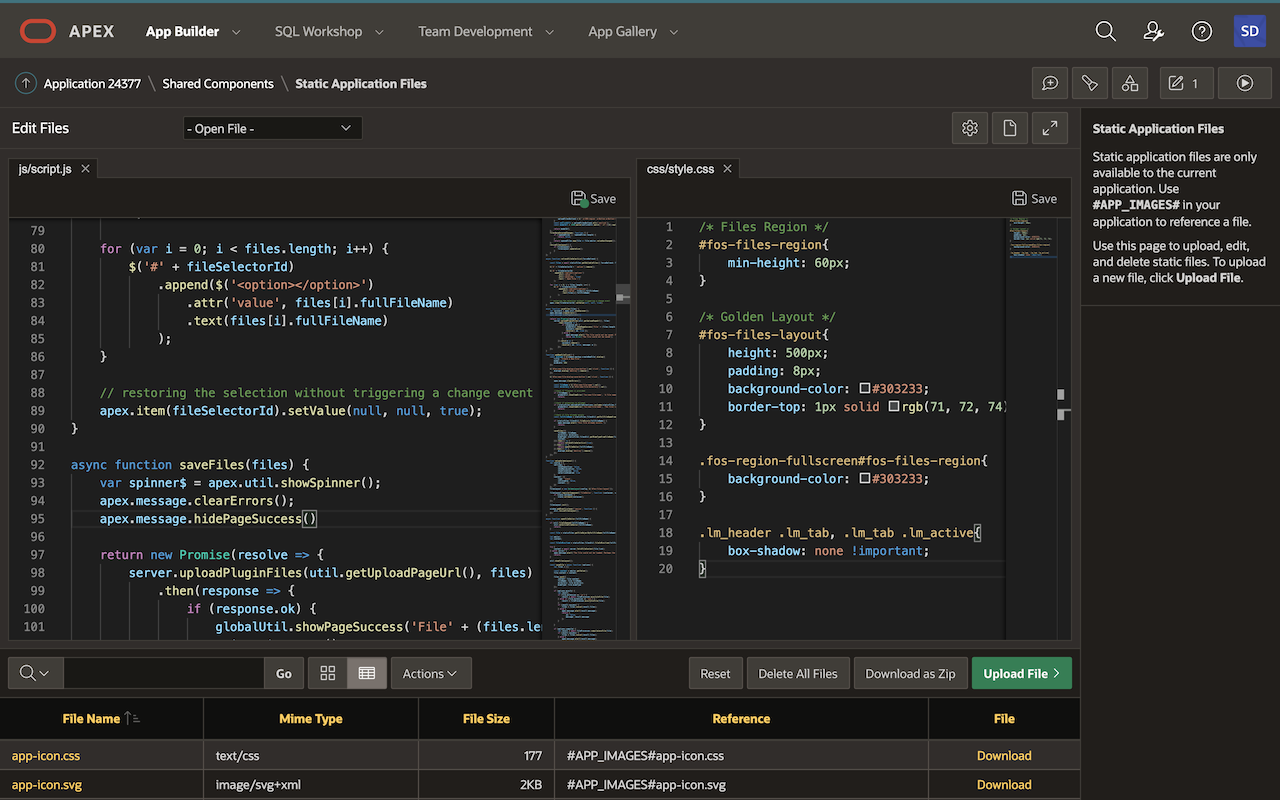 APEX App Builder SQL Workshop Team Development App Gallery SD
Application 24377 \ Shared Components \ Static Application Files 1
Edit Files - Open File -
js/script.js
Save
79
80 for (var i = 0; i < files.length; i++) {
81 $('#' + fileSelectorId)
82 .append($('<option></option>')
83 .attr('value', files[i].fullFileName)
84 .text(files[i].fullFileName)
85 );
86 }
87
88 // restoring the selection without triggering a change event
89 apex.item(fileSelectorId).setValue(null, null, true);
90 }
91
92 async function saveFiles(files) {
93 var spinner$ = apex.util.showSpinner();
94 apex.message.clearErrors();
95 apex.message.hidePageSuccess()
96
97 return new Promise(resolve => {
98 server.uploadPluginFiles(util.getUploadPageUrl(), files)
99 .then(response => {
100 if (response.ok) {
101 globalUtil.showPageSuccess('File' + (files.le
css/style.css
Save
1 /* Files Region */
2 #fos-files-region{
3 min-height: 60px;
4 }
5
6 /* Golden Layout */
7 #fos-files-layout{
8 height: 500px;
9 padding: 8px;
10 background-color: #303233;
11 border-top: 1px solid rgb(71, 72, 74)
12 }
13
14 .fos-region-fullscreen#fos-files-region{
15 background-color: #303233;
16 }
17
18 .lm_header .lm_tab, .lm_tab .lm_active{
19 box-shadow: none !important;
20 }
Static Application Files
Static application files are only
available to the current
application. Use
#APP_IMAGES# in your
application to reference a file.
Use this page to upload, edit,
and delete static files. To upload
a new file, click Upload File.
Go Actions Reset Delete All Files Download as Zip Upload File
File Name Mime Type File Size Reference File
app-icon.css text/css 177 #APP_IMAGES#app-icon.css Download
app-icon.svg image/svg+xml 2KB #APP_IMAGES#app-icon.svg Download